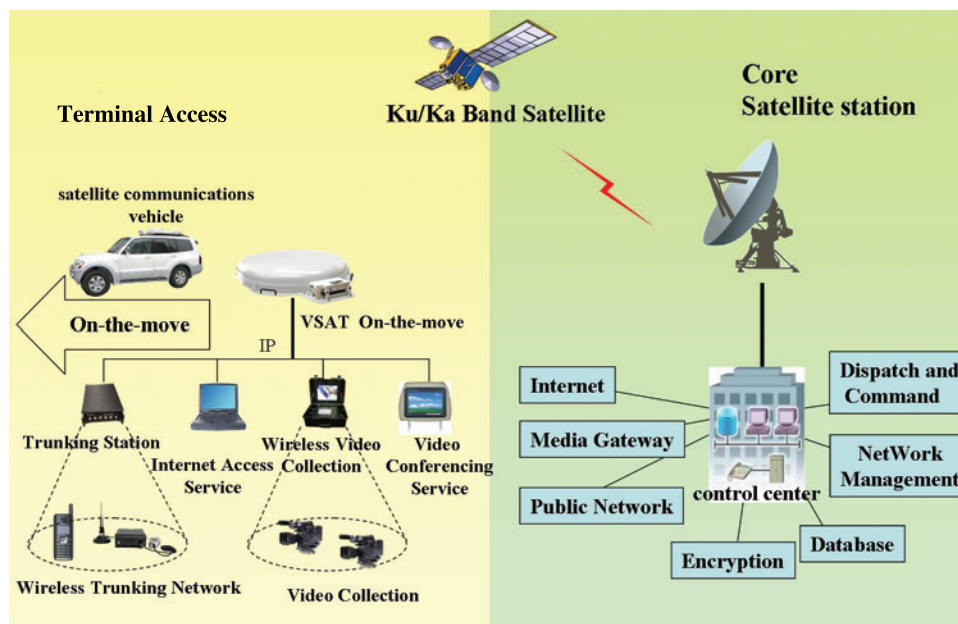 Ku/Ka Band Satellite
Terminal Access
satellite communications
vehicle
On-the-move
VSAT On-the-move
IP
Trunking Station
Internet Access
Service
Wireless Video
Collection
Video
Conferencing
Service
Wireless Trunking Network
Video Collection
Core
Satellite station
Internet
Media Gateway
Public Network
Dispatch and
Command
NetWork
Management
control center
Encryption
Database